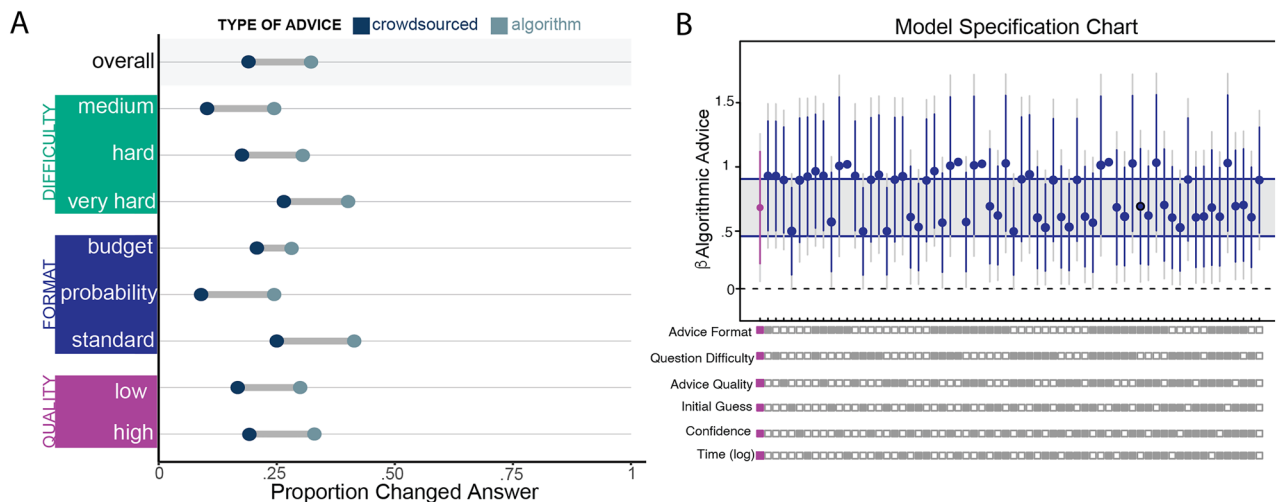 A
TYPE OF ADVICE crowdsourced algorithm
overall
DIFFICULTY
medium
hard
very hard
FORMAT
budget
probability
standard
QUALITY
low
high
0 .25 .50 .75 1
Proportion Changed Answer
B
Model Specification Chart
β Algorithmic Advice
1.5
1
.5
0
Advice Format
Question Difficulty
Advice Quality
Initial Guess
Confidence
Time (log)